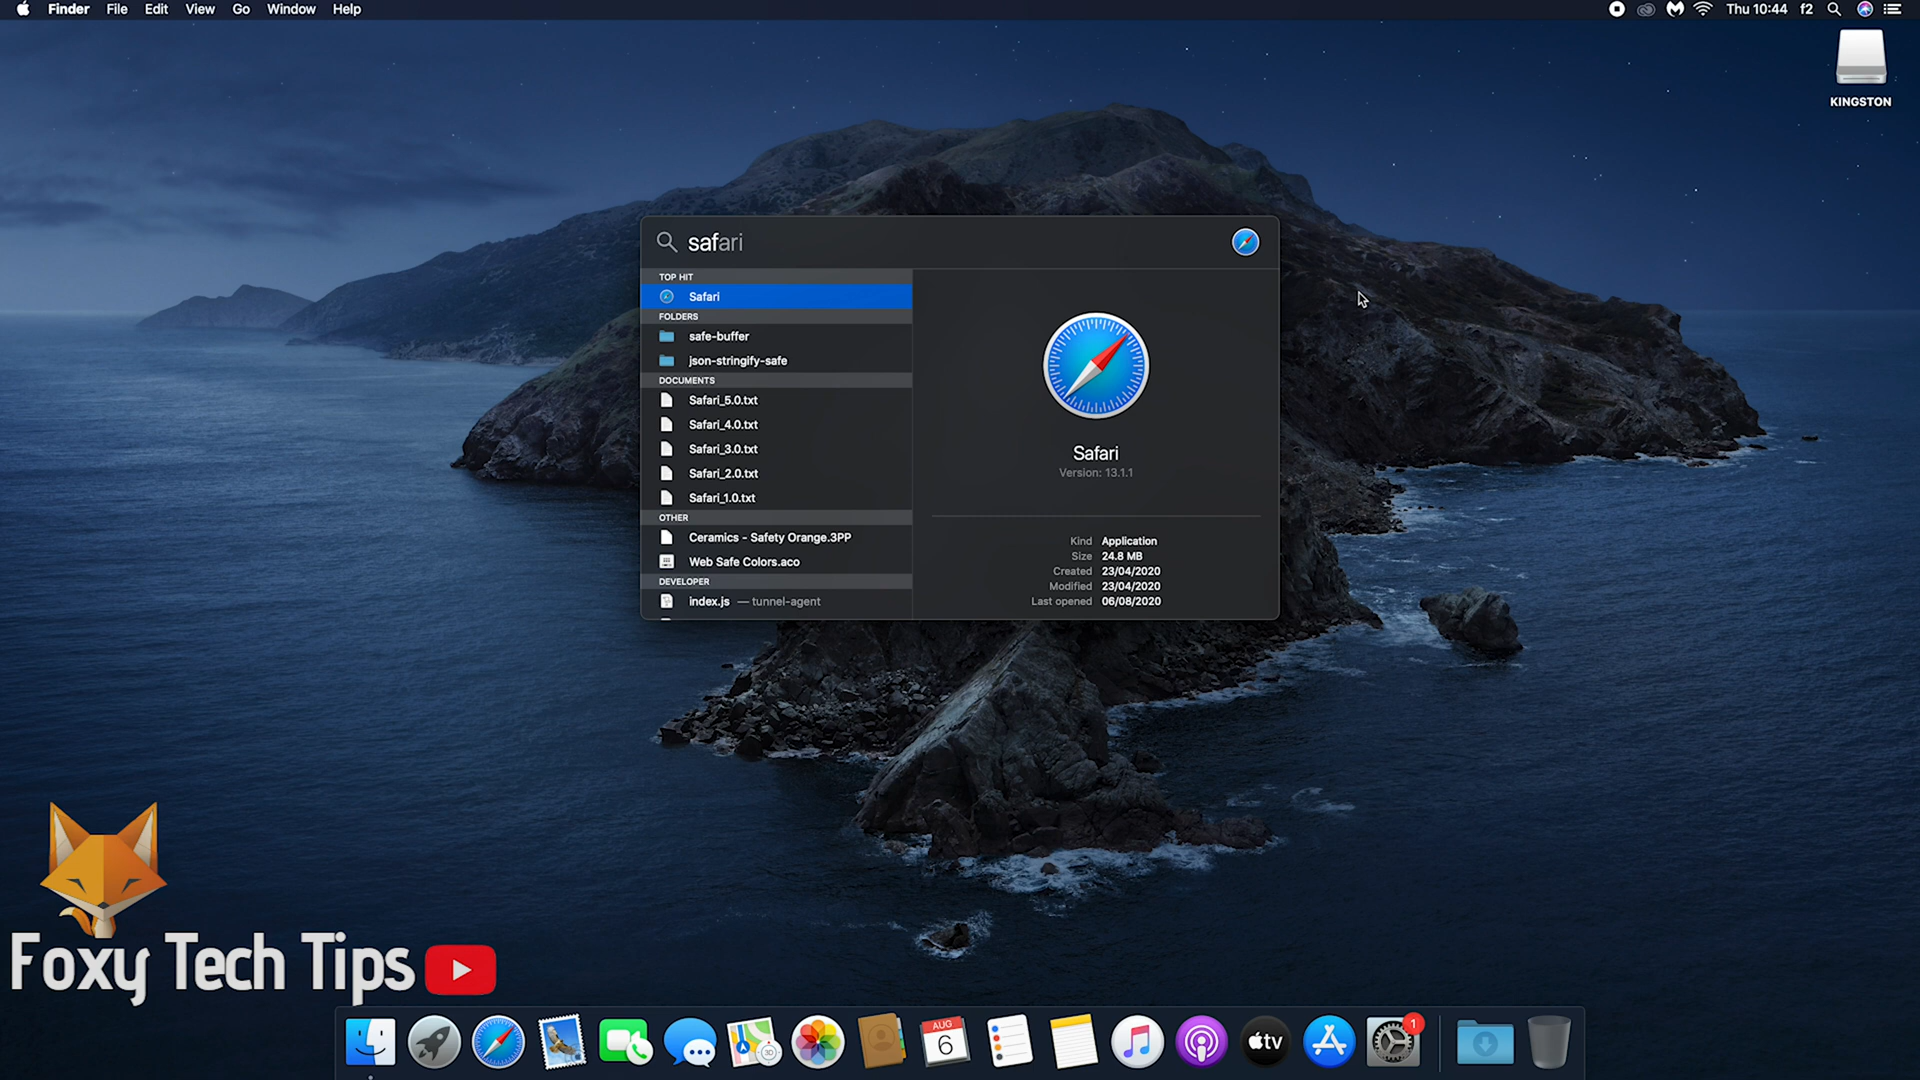 Finder File Edit View Go Window Help
Thu 10:44 f2
KINGSTON
safari
TOP HIT
Safari
FOLDERS
safe-buffer
json-stringify-safe
DOCUMENTS
Safari_5.0.txt
Safari_4.0.txt
Safari_3.0.txt
Safari_2.0.txt
Safari_1.0.txt
OTHER
Ceramics - Safety Orange.3PP
Web Safe Colors.aco
DEVELOPER
index.js — tunnel-agent
Safari
Version: 13.1.1
Kind Application
Size 24.8 MB
Created 23/04/2020
Modified 23/04/2020
Last opened 06/08/2020
Foxy Tech Tips
AUG
6
tv
1